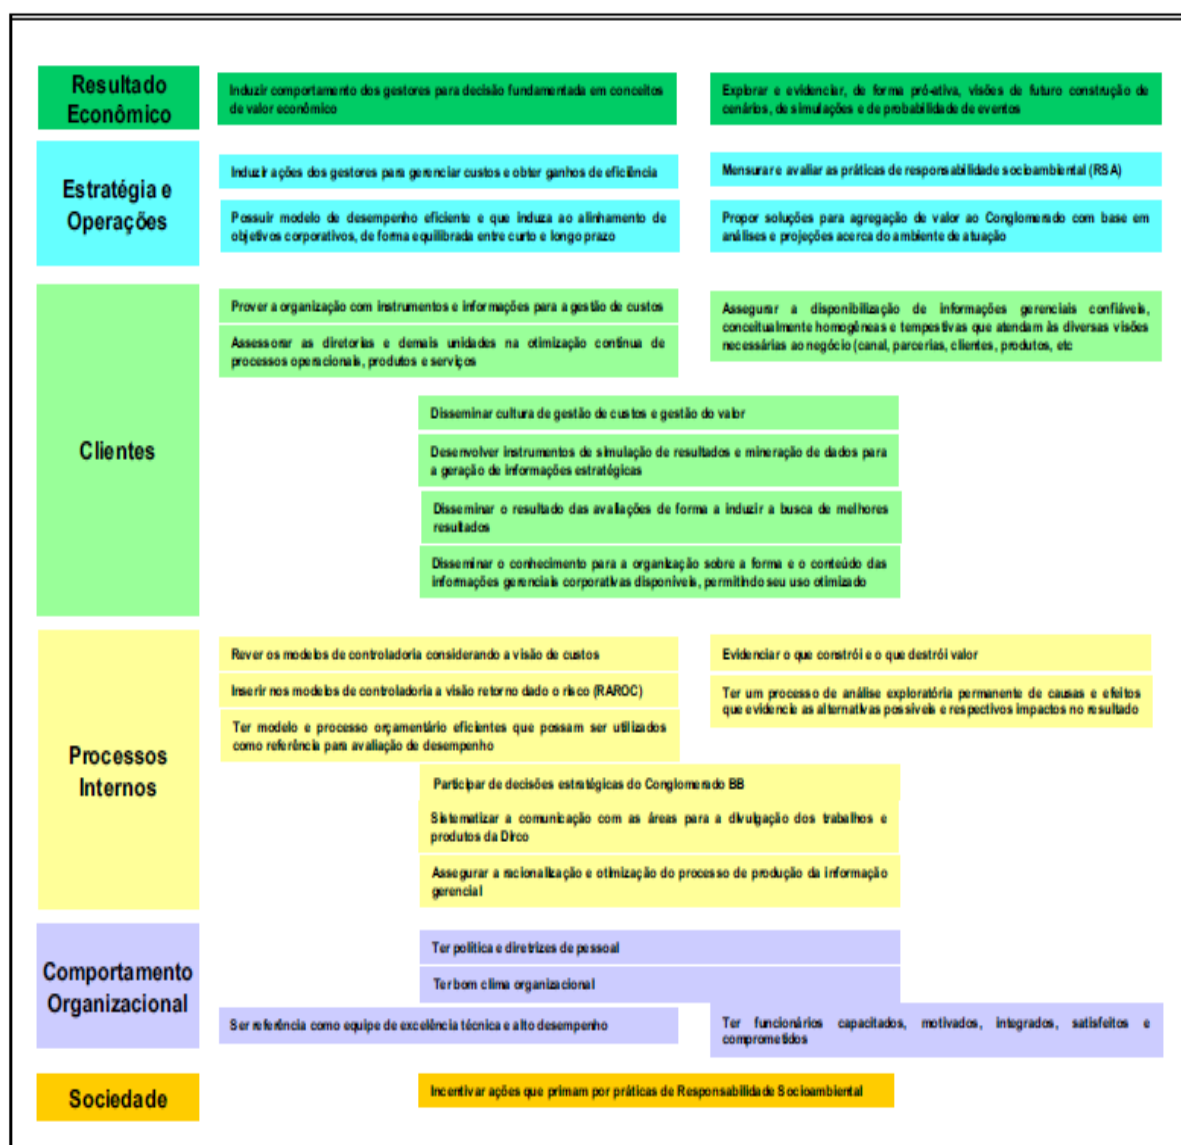 Resultado
Econômico
Induzir comportamento dos gestores para decisão fundamentada em conceitos
de valor econômico
Explorar e evidenciar, de forma pró-ativa, visões de futuro construção de
cenários, de simulações e de probabilidade de eventos
Estratégia e
Operações
Induzir ações dos gestores para gerenciar custos e obter ganhos de eficiência
Mensurar e avaliar as práticas de responsabilidade socioambiental (RSA)
Possuir modelo de desempenho eficiente e que induza ao alinhamento de
objetivos corporativos, de forma equilibrada entre curto e longo prazo
Propor soluções para agregação de valor ao Conglomerado com base em
análises e projeções acerca do ambiente de atuação
Clientes
Prover a organização com instrumentos e informações para a gestão de custos
Assessorar as diretorias e demais unidades na otimização contínua de
processos operacionais, produtos e serviços
Assegurar a disponibilização de informações gerenciais confiáveis,
conceitualmente homogêneas e tempestivas que atendam às diversas visões
necessárias ao negócio (canal, parcerias, clientes, produtos, etc
Disseminar cultura de gestão de custos e gestão do valor
Desenvolver instrumentos de simulação de resultados e mineração de dados para
a geração de informações estratégicas
Disseminar o resultado das avaliações de forma a induzir a busca de melhores
resultados
Disseminar o conhecimento para a organização sobre a forma e o conteúdo das
informações gerenciais corporativas disponíveis, permitindo seu uso otimizado
Processos
Internos
Rever os modelos de controladoria considerando a visão de custos
Evidenciar o que constrói e o que destrói valor
Inserir nos modelos de controladoria a visão retorno dado o risco (RAROC)
Ter um processo de análise exploratória permanente de causas e efeitos
que evidencie as alternativas possíveis e respectivos impactos no resultado
Ter modelo e processo orçamentário eficientes que possam ser utilizados
como referência para avaliação de desempenho
Participar de decisões estratégicas do Conglomerado BB
Sistematizar a comunicação com as áreas para a divulgação dos trabalhos e
produtos da Dirco
Assegurar a racionalização e otimização do processo de produção da informação
gerencial
Comportamento
Organizacional
Ter política e diretrizes de pessoal
Ter bom clima organizacional
Ser referência como equipe de excelência técnica e alto desempenho
Ter funcionários capacitados, motivados, integrados, satisfeitos e
comprometidos
Sociedade
Incentivar ações que primam por práticas de Responsabilidade Socioambiental